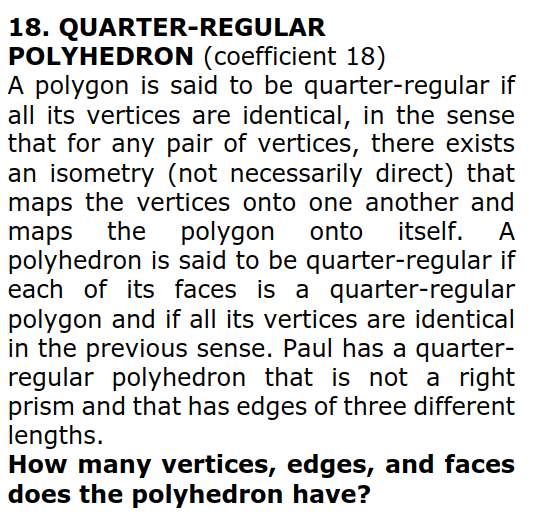 18. QUARTER-REGULAR
POLYHEDRON (coefficient 18)
A polygon is said to be quarter-regular if
all its vertices are identical, in the sense
that for any pair of vertices, there exists
an isometry (not necessarily direct) that
maps the vertices onto one another and
maps the polygon onto itself. A
polyhedron is said to be quarter-regular if
each of its faces is a quarter-regular
polygon and if all its vertices are identical
in the previous sense. Paul has a quarter-
regular polyhedron that is not a right
prism and that has edges of three different
lengths.
How many vertices, edges, and faces
does the polyhedron have?